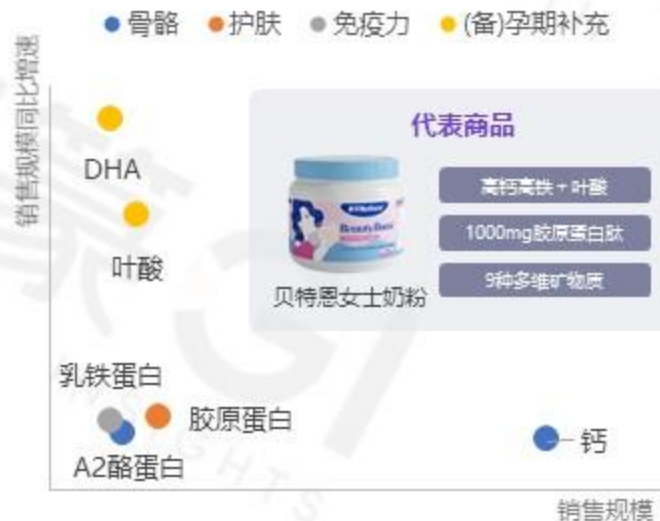 骨骼 护肤 免疫力 (备)孕期补充
销售规模同比增速
代表商品
DHA
高钙高铁+叶酸
叶酸
1000mg胶原蛋白肽
9种多维矿物质
贝特恩女士奶粉
乳铁蛋白
胶原蛋白
钙
A2酪蛋白
销售规模